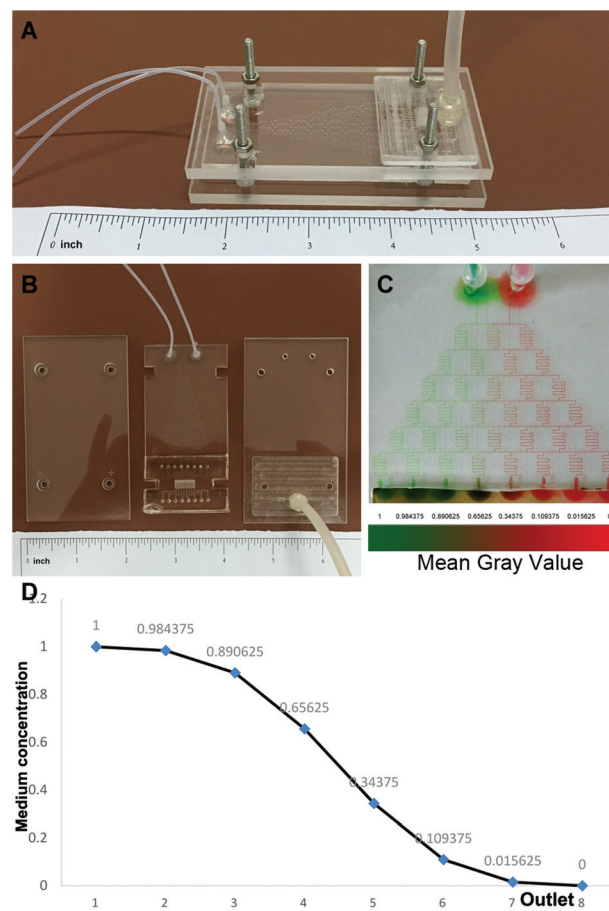 A
0 inch 1 2 3 4 5 6
B
0 inch 1 2 3 4 5 6
C
1 0.984375 0.890625 0.65625 0.34375 0.109375 0.015625
Mean Gray Value
D
1.2
1
0.8
0.6
0.4
0.2
0
Medium concentration
1
0.984375
0.890625
0.65625
0.34375
0.109375
0.015625
0
1 2 3 4 5 6 7 8
Outlet